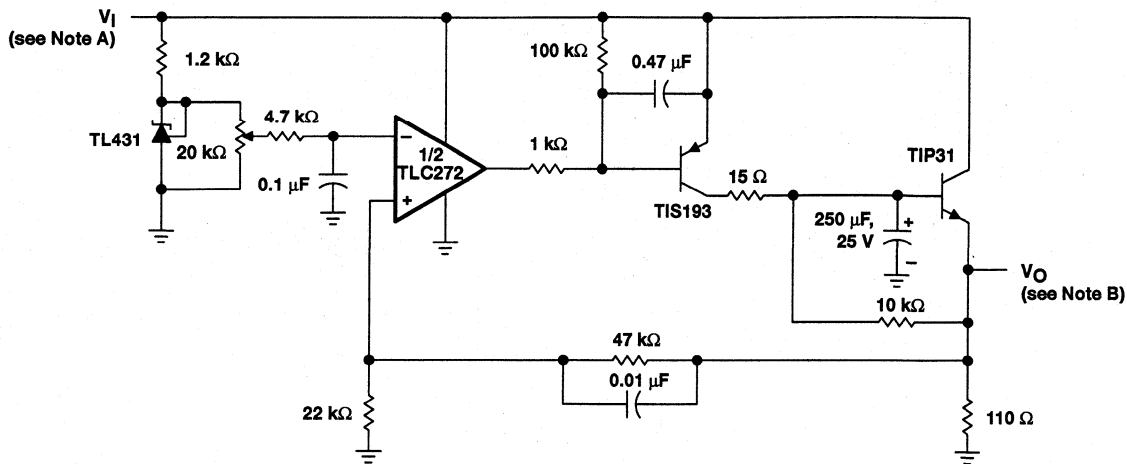 VI
(see Note A)
1.2 kΩ
TL431
20 kΩ
4.7 kΩ
0.1 µF
−
1/2
TLC272
+
1 kΩ
100 kΩ
0.47 µF
TIS193
15 Ω
TIP31
250 µF,
25 V
+
−
VO
(see Note B)
10 kΩ
47 kΩ
0.01 µF
22 kΩ
110 Ω